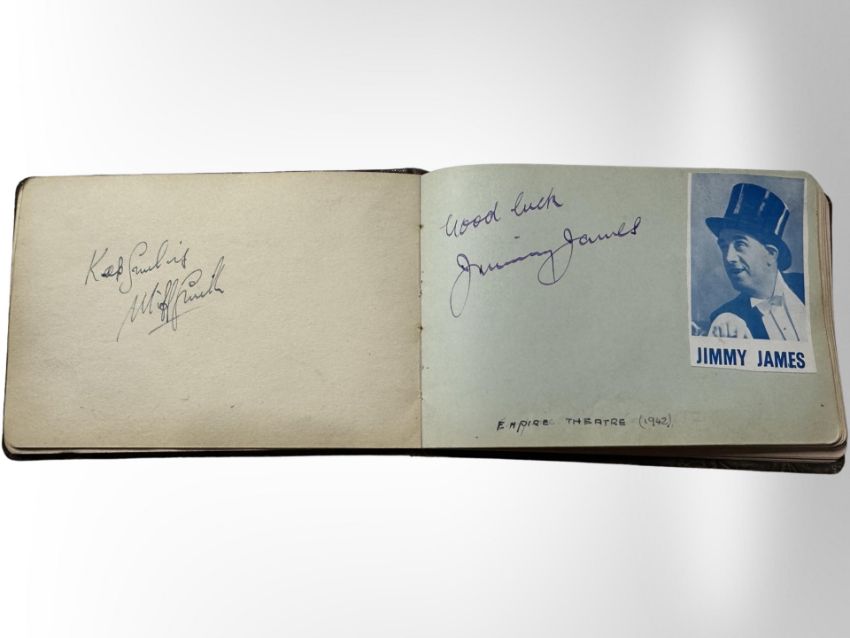 Keep Smiling
Good luck
Jimmy James
JIMMY JAMES
EMPIRE THEATRE (1942)